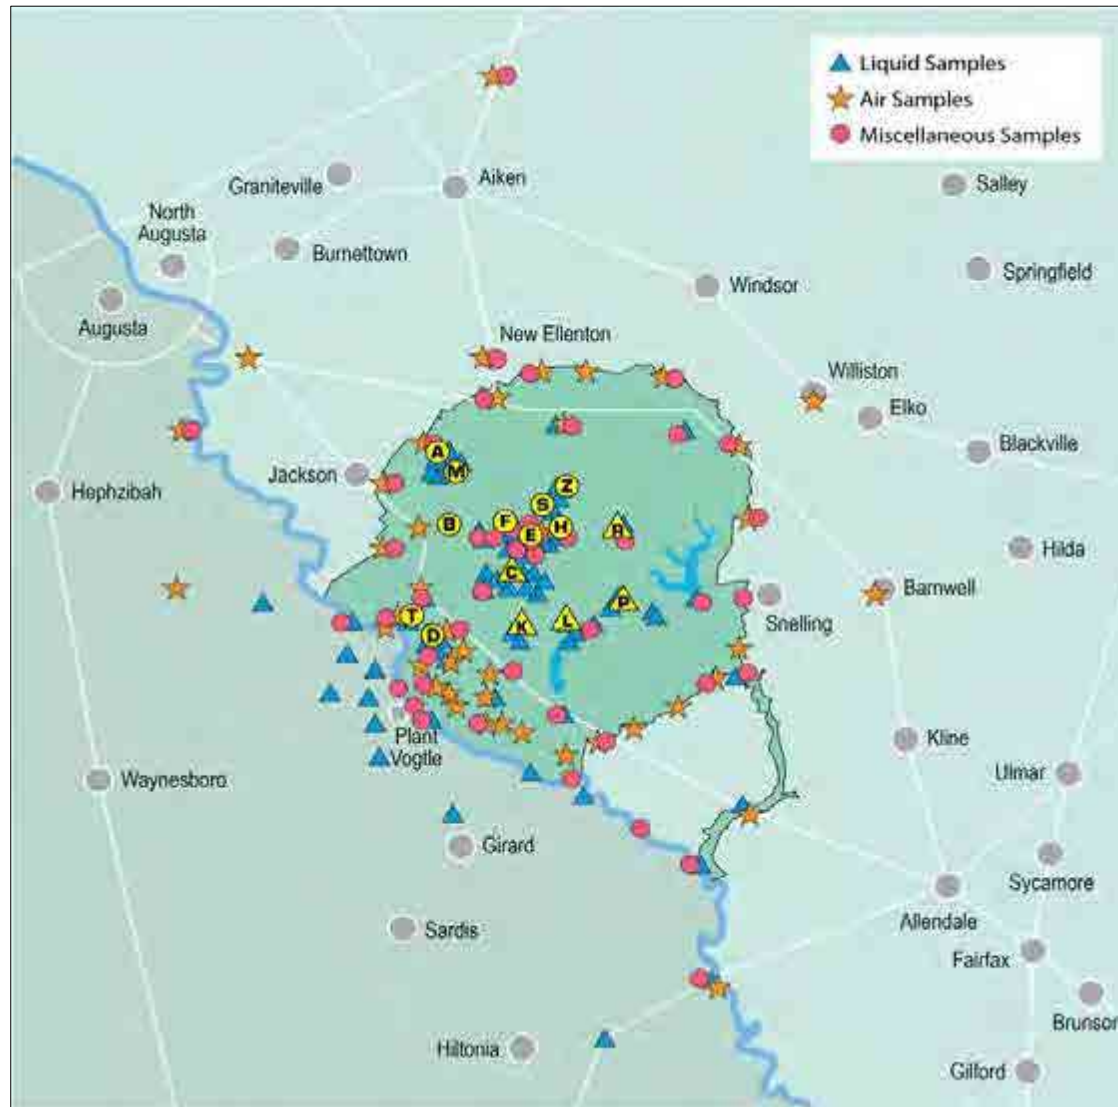 Liquid Samples
Air Samples
Miscellaneous Samples
Graniteville
Aiken
Salley
North
Augusta
Burnettown
Springfield
Windsor
Augusta
New Ellenton
Williston
Elko
Blackville
A
Jackson
M
Hephzibah
Z
S
B
F
E
H
R
Hilda
C
Barnwell
P
Snelling
T
K
L
D
Plant
Vogtle
Kline
Ulmar
Waynesboro
Girard
Sycamore
Allendale
Sardis
Fairfax
Brunson
Hiltonia
Gilford